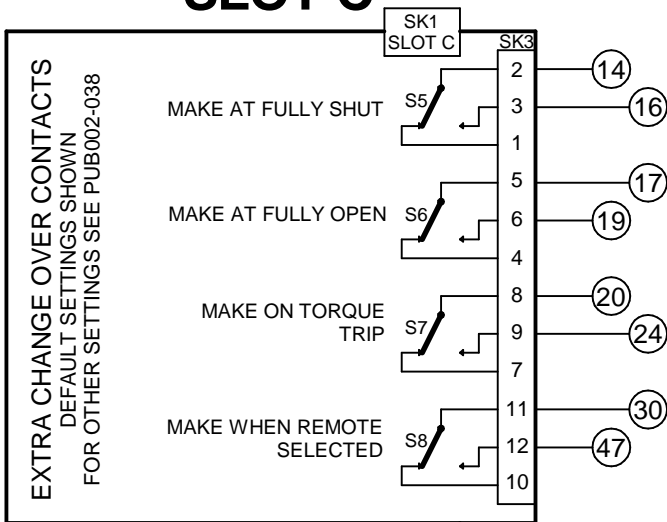 SLOT C
SK1
SLOT C
SK3
EXTRA CHANGE OVER CONTACTS
DEFAULT SETTINGS SHOWN
FOR OTHER SETTINGS SEE PUB002-038
MAKE AT FULLY SHUT
S5
2
14
3
16
1
MAKE AT FULLY OPEN
S6
5
17
6
19
4
MAKE ON TORQUE
TRIP
S7
8
20
9
24
7
MAKE WHEN REMOTE
SELECTED
S8
11
30
12
47
10